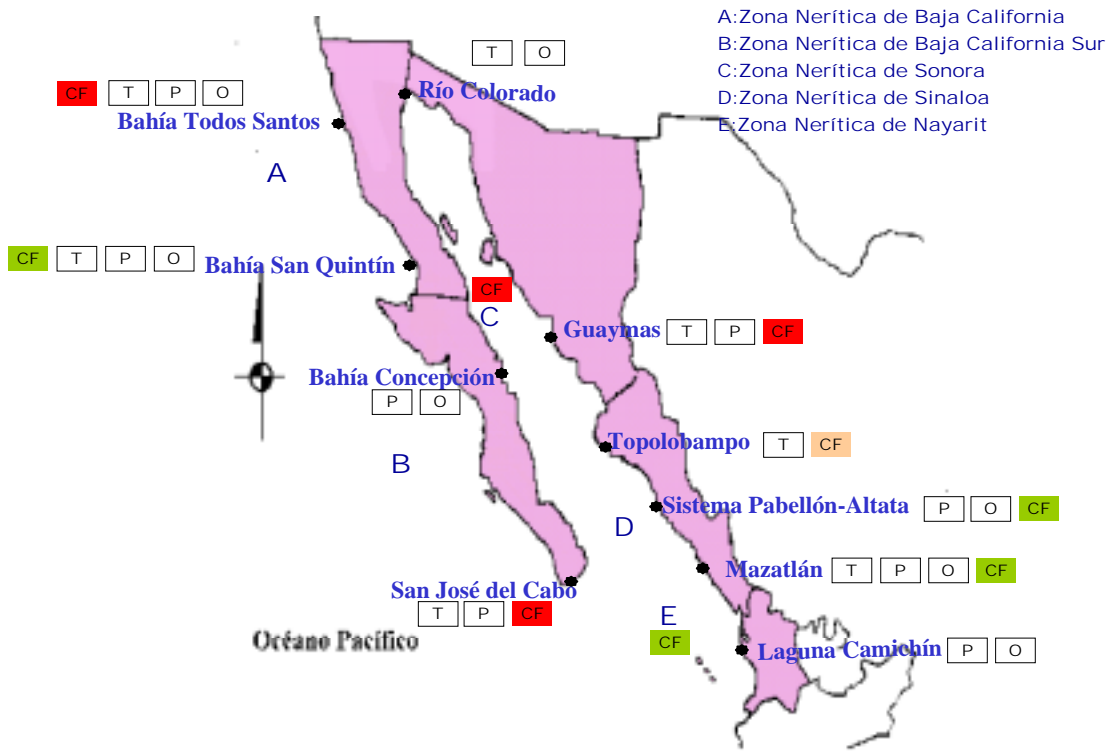 A:Zona Nerítica de Baja California
B:Zona Nerítica de Baja California Sur
C:Zona Nerítica de Sonora
D:Zona Nerítica de Sinaloa
E:Zona Nerítica de Nayarit
T O
Río Colorado
CF T P O
Bahía Todos Santos
A
CF T P O
Bahía San Quintín
CF
C
Guaymas T P CF
Bahía Concepción
P O
Topolobampo T CF
B
Sistema Pabellón-Altata P O CF
D
Mazatlán T P O CF
San José del Cabo
T P CF
E
CF
Océano Pacífico
Laguna Camichín P O